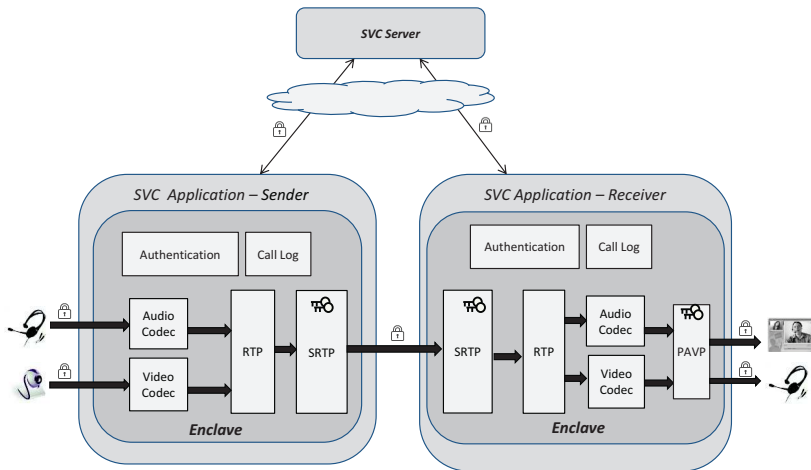 SVC Server
SVC Application – Sender
Authentication
Call Log
Audio
Codec
Video
Codec
RTP
SRTP
Enclave
SVC Application – Receiver
Authentication
Call Log
SRTP
RTP
Audio
Codec
Video
Codec
PAVP
Enclave